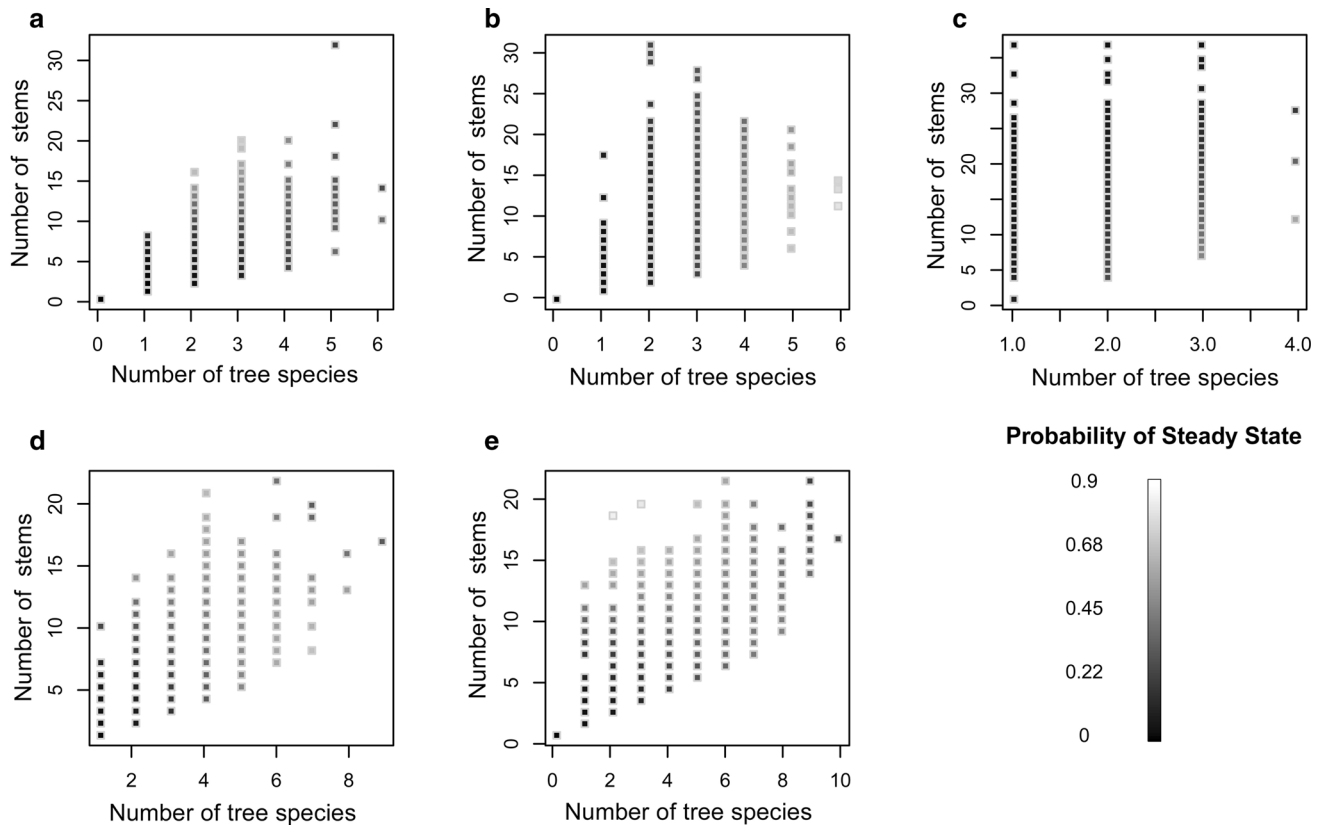 a
Number of stems
30
25
20
15
10
5
0
0 1 2 3 4 5 6
Number of tree species
b
Number of stems
30
25
20
15
10
5
0
0 1 2 3 4 5 6
Number of tree species
c
Number of stems
30
20
10
5
0
1.0 2.0 3.0 4.0
Number of tree species
d
Number of stems
20
15
10
5
2 4 6 8
Number of tree species
e
Number of stems
20
15
10
5
0
0 2 4 6 8 10
Number of tree species
Probability of Steady State
0.9
0.68
0.45
0.22
0